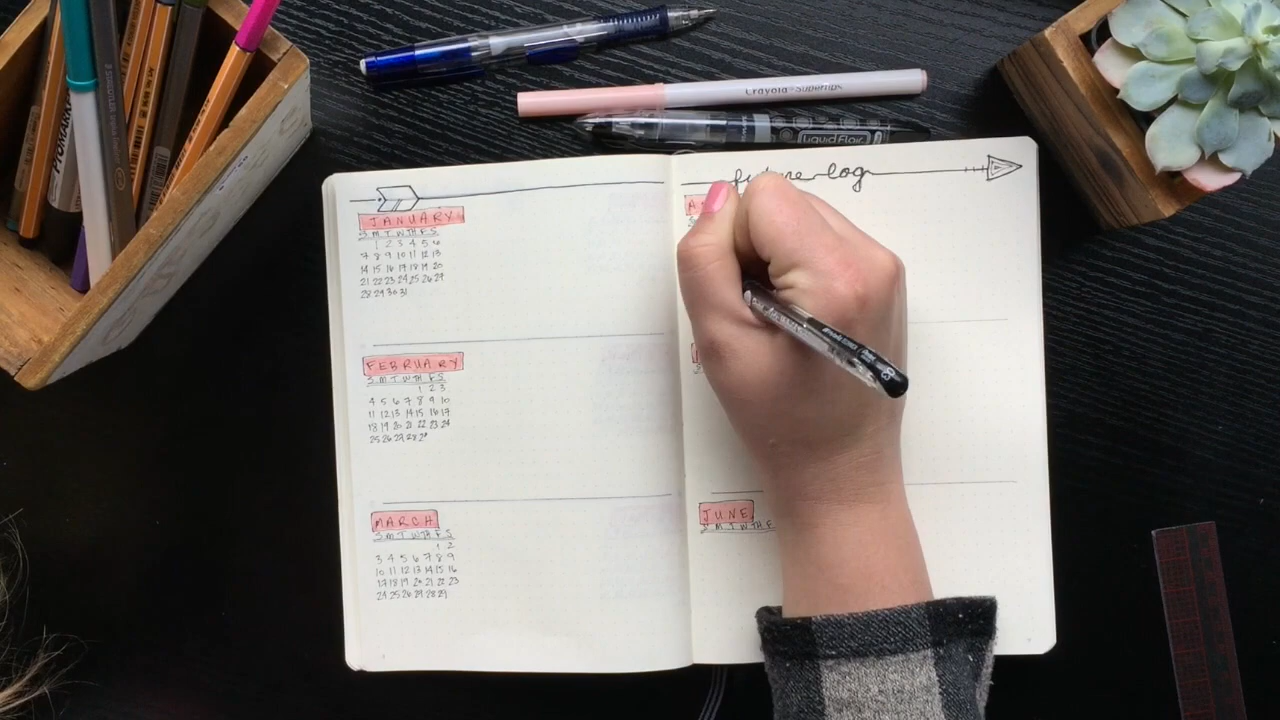 Crayola Supertips
Liquid Flair
PROMARKER
future log
JANUARY
S M T W TH F S
1 2 3 4 5 6
7 8 9 10 11 12 13
14 15 16 17 18 19 20
21 22 23 24 25 26 27
28 29 30 31
FEBRUARY
S M T W TH F S
1 2 3
4 5 6 7 8 9 10
11 12 13 14 15 16 17
18 19 20 21 22 23 24
25 26 27 28 29
MARCH
S M T W TH F S
1 2
3 4 5 6 7 8 9
10 11 12 13 14 15 16
17 18 19 20 21 22 23
24 25 26 27 28 29
JUNE
S M T W TH F